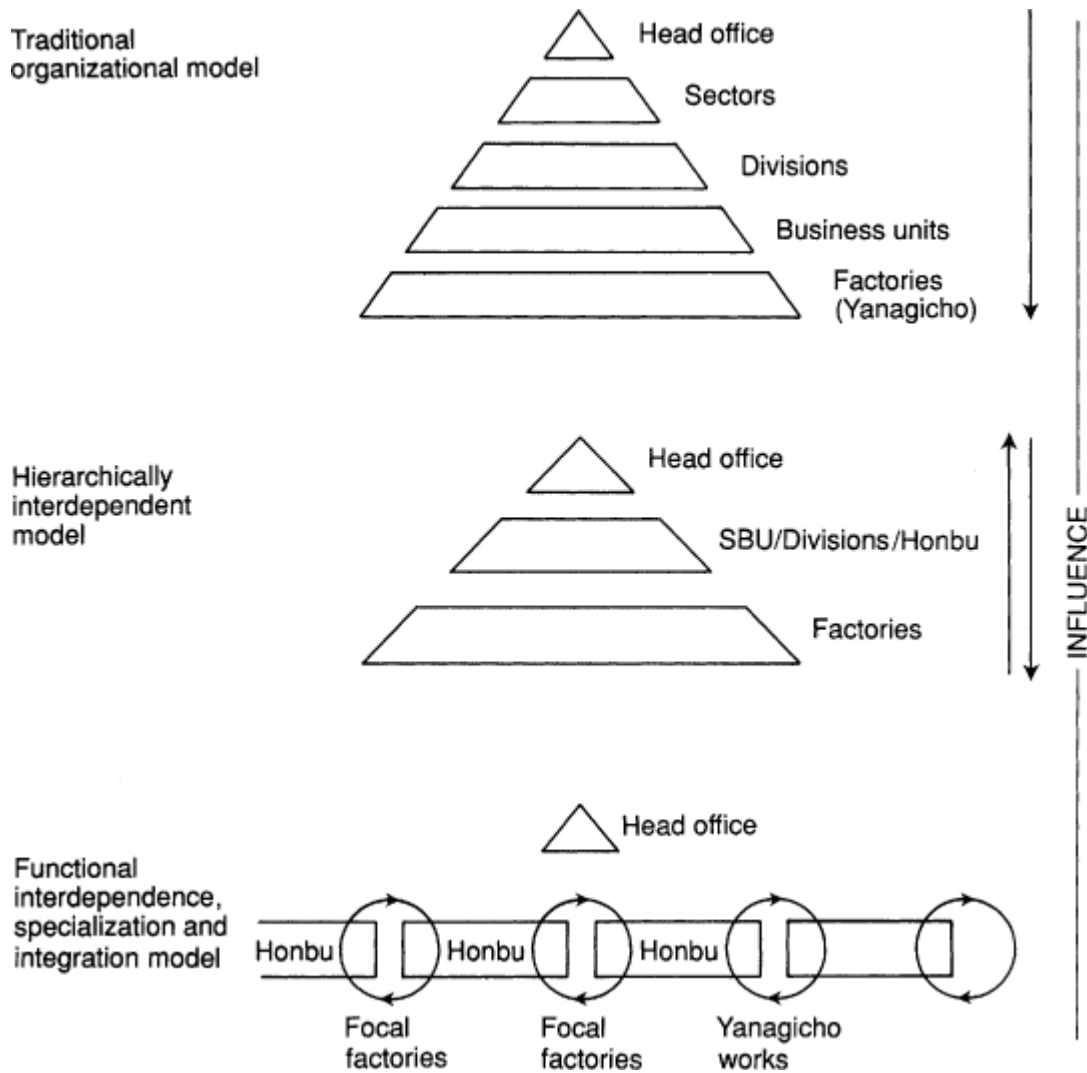 Traditional
organizational model
Head office
Sectors
Divisions
Business units
Factories
(Yanagicho)
Hierarchically
interdependent
model
Head office
SBU/Divisions/Honbu
Factories
INFLUENCE
Head office
Functional
interdependence,
specialization and
integration model
Honbu
Honbu
Honbu
Focal
factories
Focal
factories
Yanagicho
works